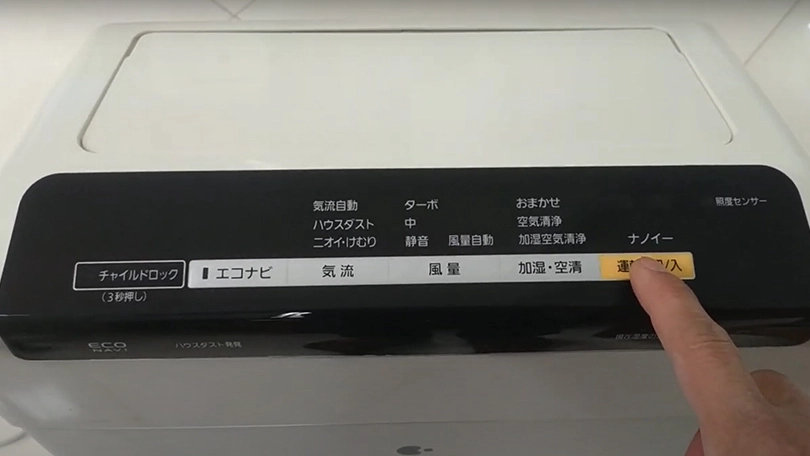 気流自動 ターボ おまかせ
照度センサー
ハウスダスト 中 空気清浄
ニオイ・けむり 静音 風量自動 加湿空気清浄 ナノイー
チャイルドロック エコナビ 気流 風量 加湿・空清 運 /入
(3秒押し)
ECO
NAVI
ハウスダスト発見